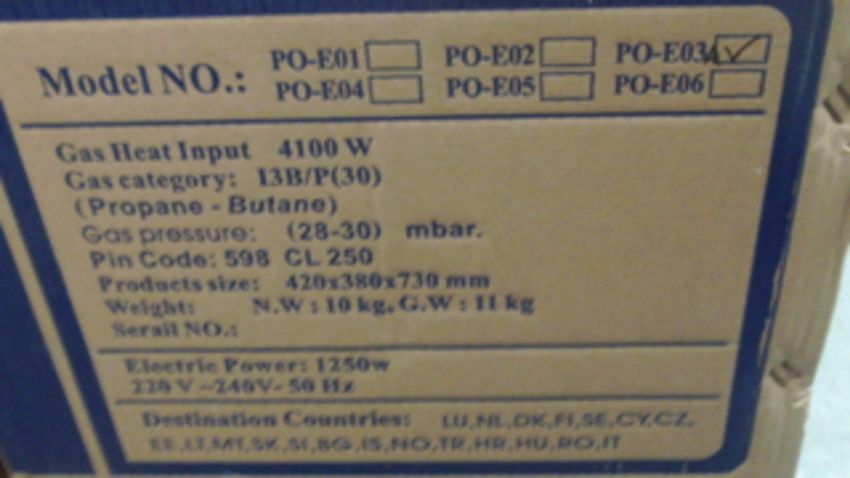 Model NO.: PO-E01 PO-E02 PO-E03
PO-E04 PO-E05 PO-E06
Gas Heat Input 4100 W
Gas category: I3B/P(30)
(Propane - Butane)
Gas pressure: (28-30) mbar.
Pin Code: 598 CL 250
Products size: 420x380x730 mm
Weight: N.W : 10 kg, G.W : 11 kg
Serail NO.:
Electric Power: 1250w
220 V ~240V- 50 Hz
Destination Countries: LU,NL,DK,FI,SE,CY,CZ,
EE,LT,MT,SK,SI,BG,IS,NO,TR,HR,HU,RO,IT